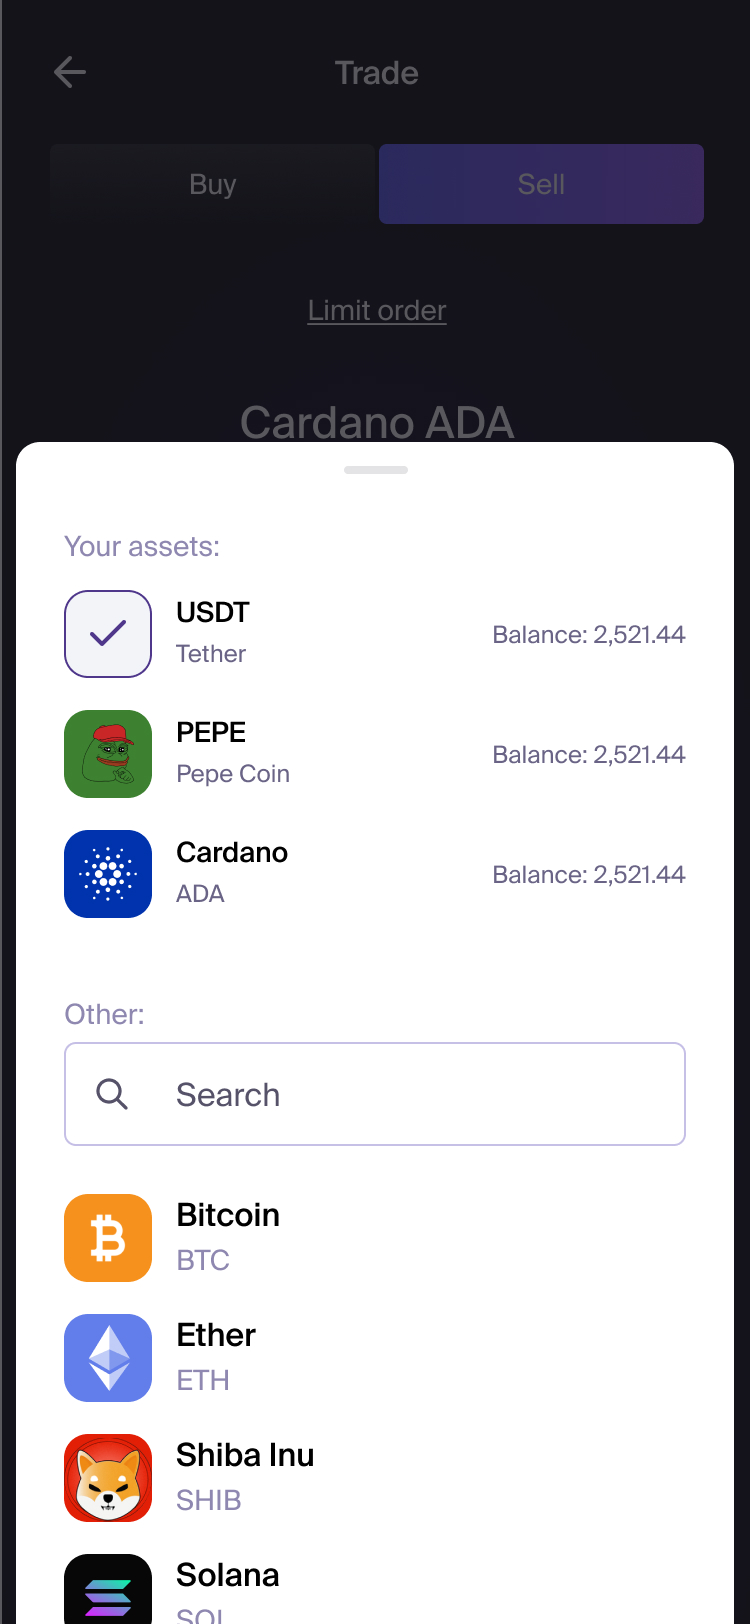 Trade
Buy
Sell
Limit order
Cardano ADA
Your assets:
USDT
Tether
Balance: 2,521.44
PEPE
Pepe Coin
Balance: 2,521.44
Cardano
ADA
Balance: 2,521.44
Other:
Search
Bitcoin
BTC
Ether
ETH
Shiba Inu
SHIB
Solana
SOL